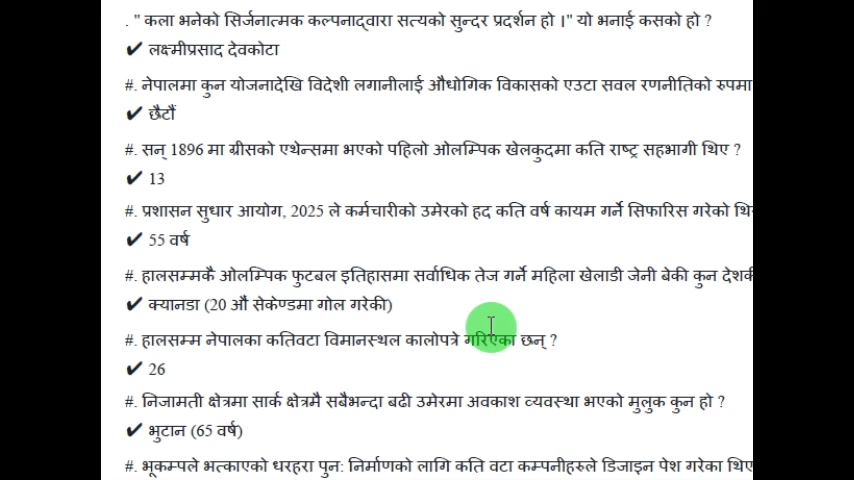 . " कला भनेको सिर्जनात्मक कल्पनाद्वारा सत्यको सुन्दर प्रदर्शन हो ।" यो भनाई कसको हो ?
✔ लक्ष्मीप्रसाद देवकोटा
#. नेपालमा कुन योजनादेखि विदेशी लगानीलाई औधोगिक विकासको एउटा सवल रणनीतिको रुपमा
✔ छैटौं
#. सन् 1896 मा ग्रीसको एथेन्समा भएको पहिलो ओलम्पिक खेलकुदमा कति राष्ट्र सहभागी थिए ?
✔ 13
#. प्रशासन सुधार आयोग, 2025 ले कर्मचारीको उमेरको हद कति वर्ष कायम गर्ने सिफारिस गरेको
✔ 55 वर्ष
#. हालसम्मकै ओलम्पिक फुटबल इतिहासमा सर्वाधिक तेज गर्ने महिला खेलाडी जेनी बेकी कुन
✔ क्यानडा (20 औ सेकेण्डमा गोल गरेकी)
#. हालसम्म नेपालका कतिवटा विमानस्थल कालोपत्रे गरिएका छन् ?
✔ 26
#. निजामती क्षेत्रमा सार्क क्षेत्रमै सबैभन्दा बढी उमेरमा अवकाश व्यवस्था भएको मुलुक कुन हो ?
✔ भुटान (65 वर्ष)
#. भूकम्पले भत्काएको धरहरा पुन: निर्माणको लागि कति वटा कम्पनीहरुले डिजाइन पेश गरेका थिए